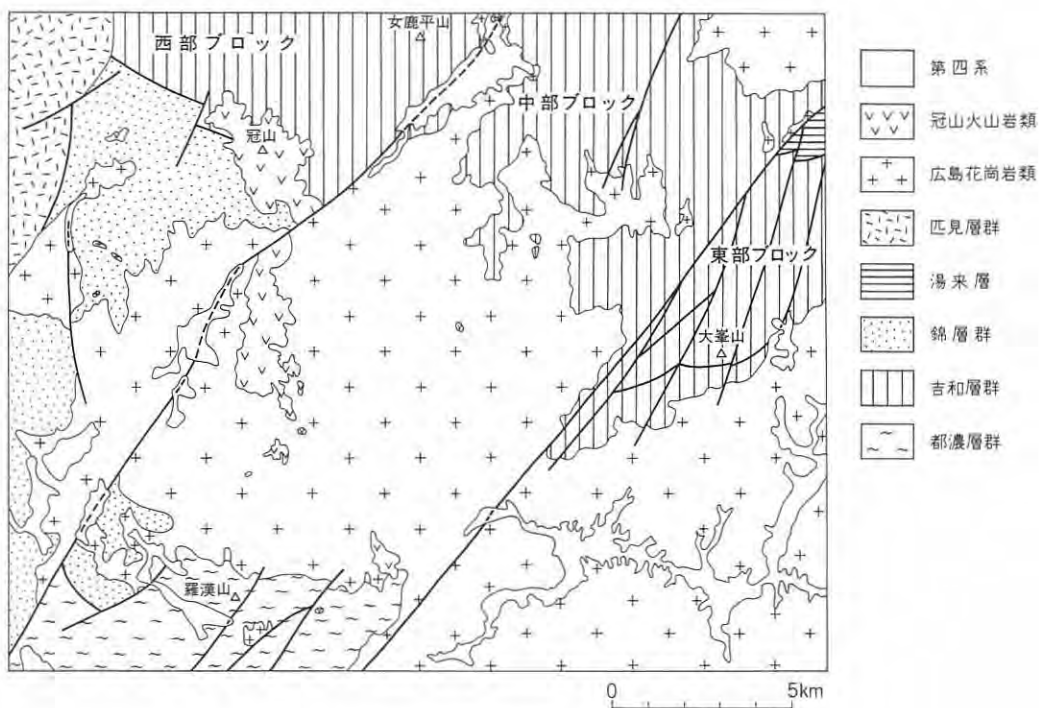 女鹿平山
西部ブロック
中部ブロック
冠山
東部ブロック
大峯山
羅漢山
第四系
冠山火山岩類
広島花崗岩類
匹見層群
湯来層
錦層群
吉和層群
都濃層群
0 5km